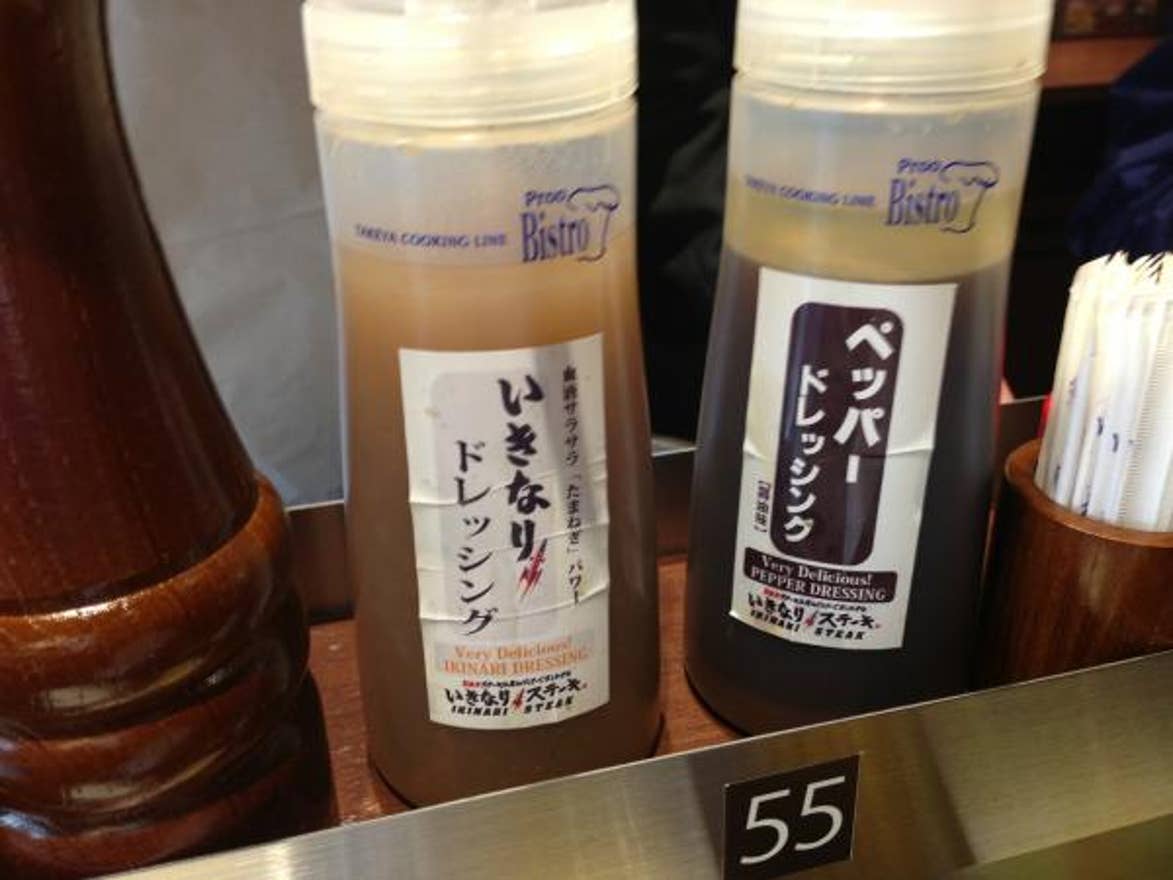 Proo
Bistro
TAKEYA COOKING LINE
血液サラサラ「たまねぎ」パワー
いきなり
ドレッシング
Very Delicious!
IKINARI DRESSING
いきなりステーキ
IKINARI STEAK
Proo
Bistro
TAKEYA COOKING LINE
ペッパー
ドレッシング
[醤油味]
Very Delicious!
PEPPER DRESSING
いきなりステーキ
IKINARI STEAK
55